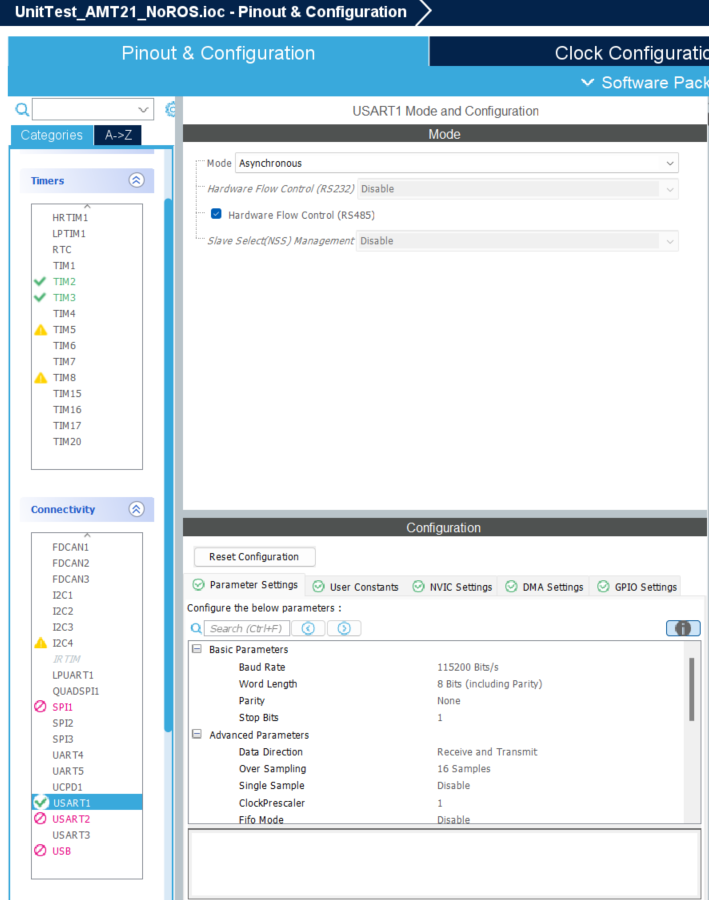 UnitTest_AMT21_NoROS.ioc - Pinout & Configuration
Pinout & Configuration
Clock Configuratio
Software Pack
Categories
A->Z
Timers
HRTIM1
LPTIM1
RTC
TIM1
TIM2
TIM3
TIM4
TIM5
TIM6
TIM7
TIM8
TIM15
TIM16
TIM17
TIM20
Connectivity
FDCAN1
FDCAN2
FDCAN3
I2C1
I2C2
I2C3
I2C4
IRTIM
LPUART1
QUADSPI1
SPI1
SPI2
SPI3
UART4
UART5
UCPD1
USART1
USART2
USART3
USB
USART1 Mode and Configuration
Mode
Mode Asynchronous
Hardware Flow Control (RS232) Disable
Hardware Flow Control (RS485)
Slave Select(NSS) Management Disable
Configuration
Reset Configuration
Parameter Settings User Constants NVIC Settings DMA Settings GPIO Settings
Configure the below parameters :
Search (Ctrl+F)
Basic Parameters
Baud Rate 115200 Bits/s
Word Length 8 Bits (including Parity)
Parity None
Stop Bits 1
Advanced Parameters
Data Direction Receive and Transmit
Over Sampling 16 Samples
Single Sample Disable
ClockPrescaler 1
Fifo Mode Disable